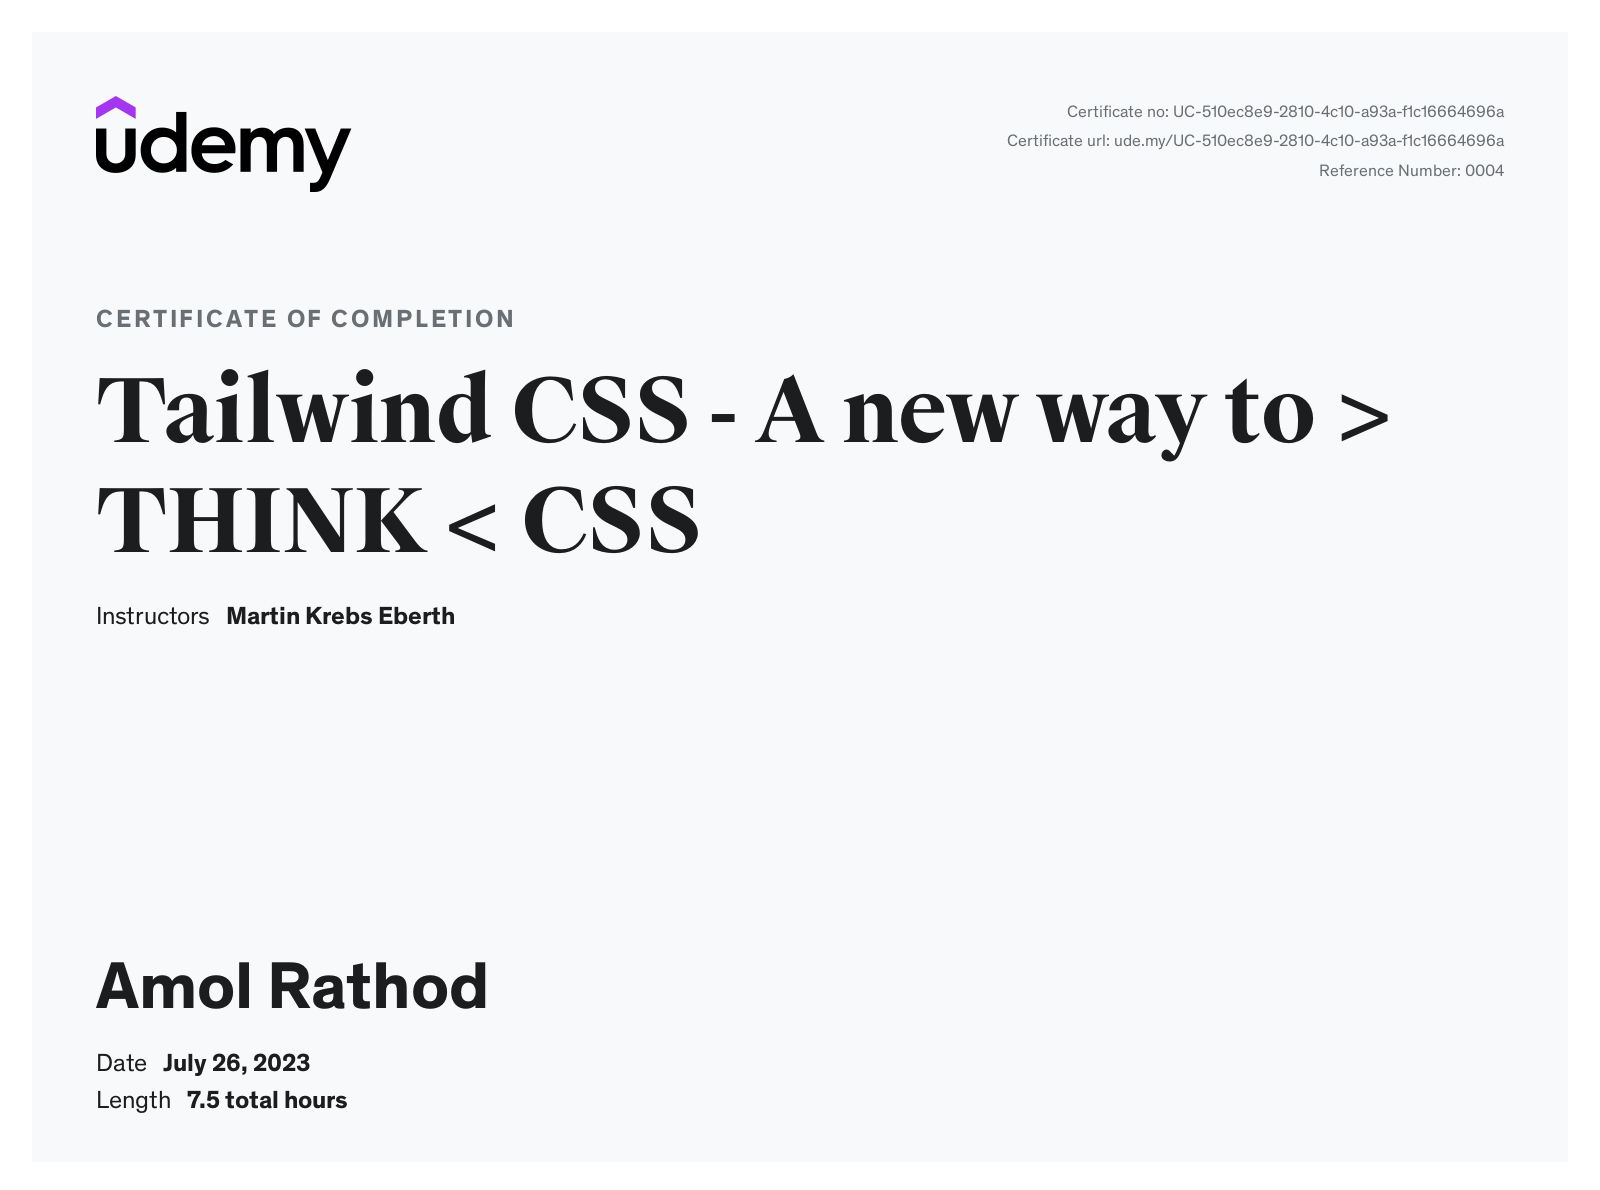 udemy
Certificate no: UC-510ec8e9-2810-4c10-a93a-f1c16664696a
Certificate url: ude.my/UC-510ec8e9-2810-4c10-a93a-f1c16664696a
Reference Number: 0004
CERTIFICATE OF COMPLETION
Tailwind CSS - A new way to >
THINK < CSS
Instructors Martin Krebs Eberth
Amol Rathod
Date July 26, 2023
Length 7.5 total hours